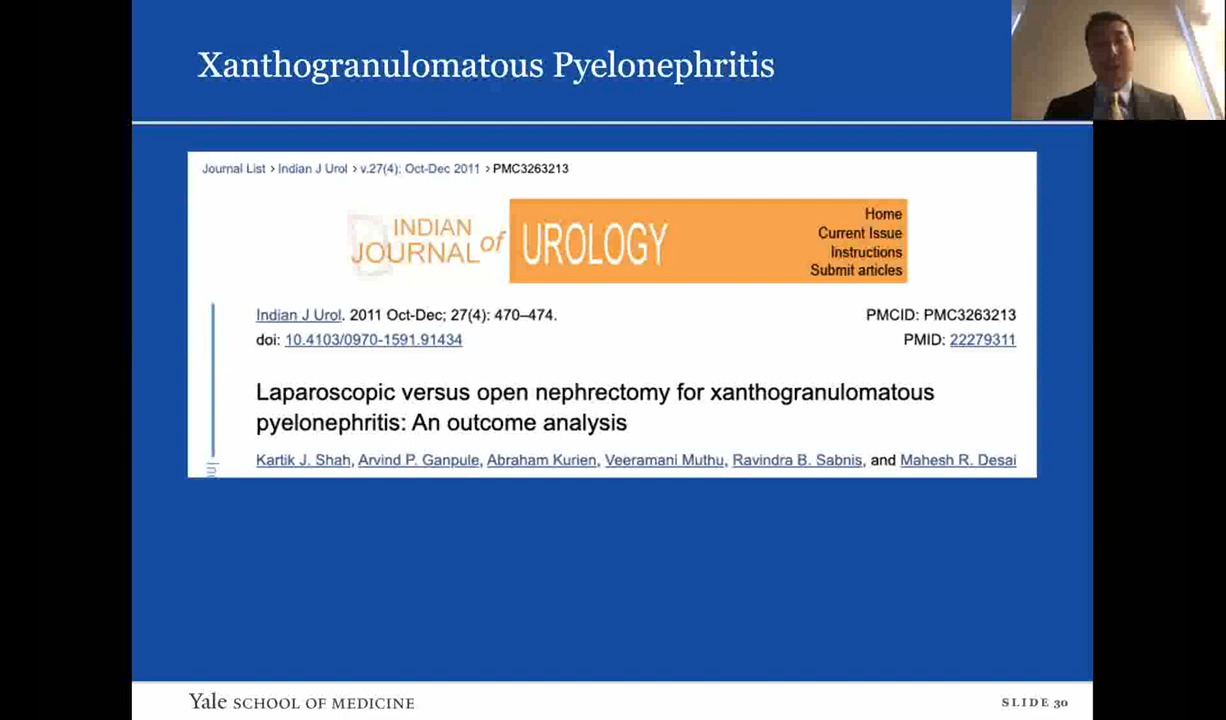 Xanthogranulomatous Pyelonephritis
Journal List › Indian J Urol › v.27(4): Oct-Dec 2011 › PMC3263213
INDIAN
JOURNAL of UROLOGY
Home
Current Issue
Instructions
Submit articles
Indian J Urol. 2011 Oct-Dec; 27(4): 470–474. PMCID: PMC3263213
doi: 10.4103/0970-1591.91434 PMID: 22279311
Laparoscopic versus open nephrectomy for xanthogranulomatous
pyelonephritis: An outcome analysis
Kartik J. Shah, Arvind P. Ganpule, Abraham Kurien, Veeramani Muthu, Ravindra B. Sabnis, and Mahesh R. Desai
Yale SCHOOL OF MEDICINE
SLIDE 30